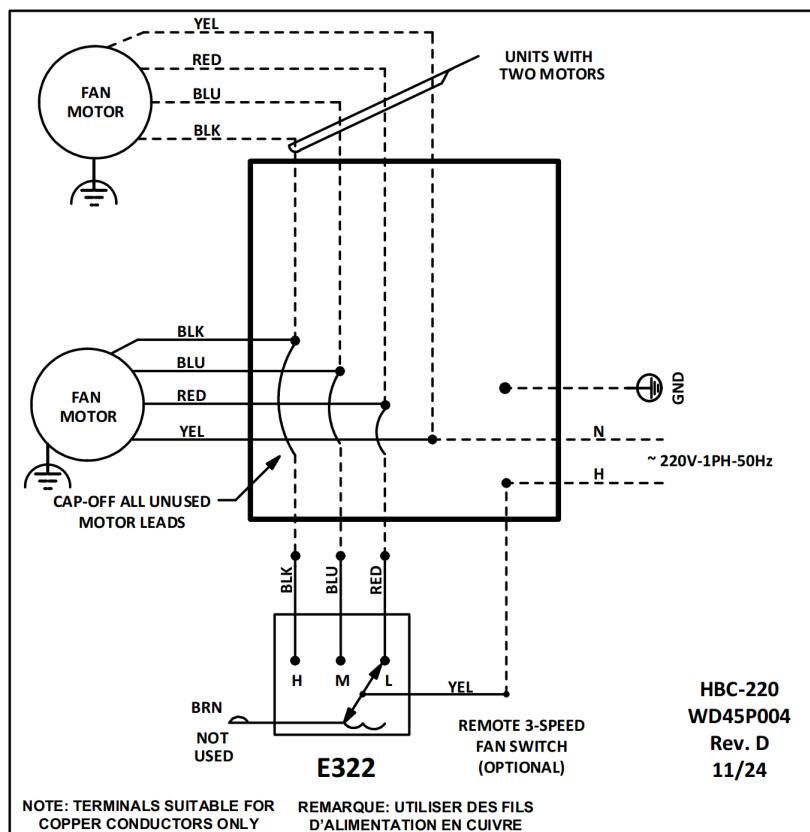 YEL
RED
BLU
BLK
FAN
MOTOR
UNITS WITH
TWO MOTORS
BLK
BLU
RED
YEL
FAN
MOTOR
GND
N
~ 220V-1PH-50Hz
H
CAP-OFF ALL UNUSED
MOTOR LEADS
BLK
BLU
RED
H
M
L
YEL
BRN
NOT
USED
E322
REMOTE 3-SPEED
FAN SWITCH
(OPTIONAL)
HBC-220
WD45P004
Rev. D
11/24
NOTE: TERMINALS SUITABLE FOR
COPPER CONDUCTORS ONLY
REMARQUE: UTILISER DES FILS
D'ALIMENTATION EN CUIVRE